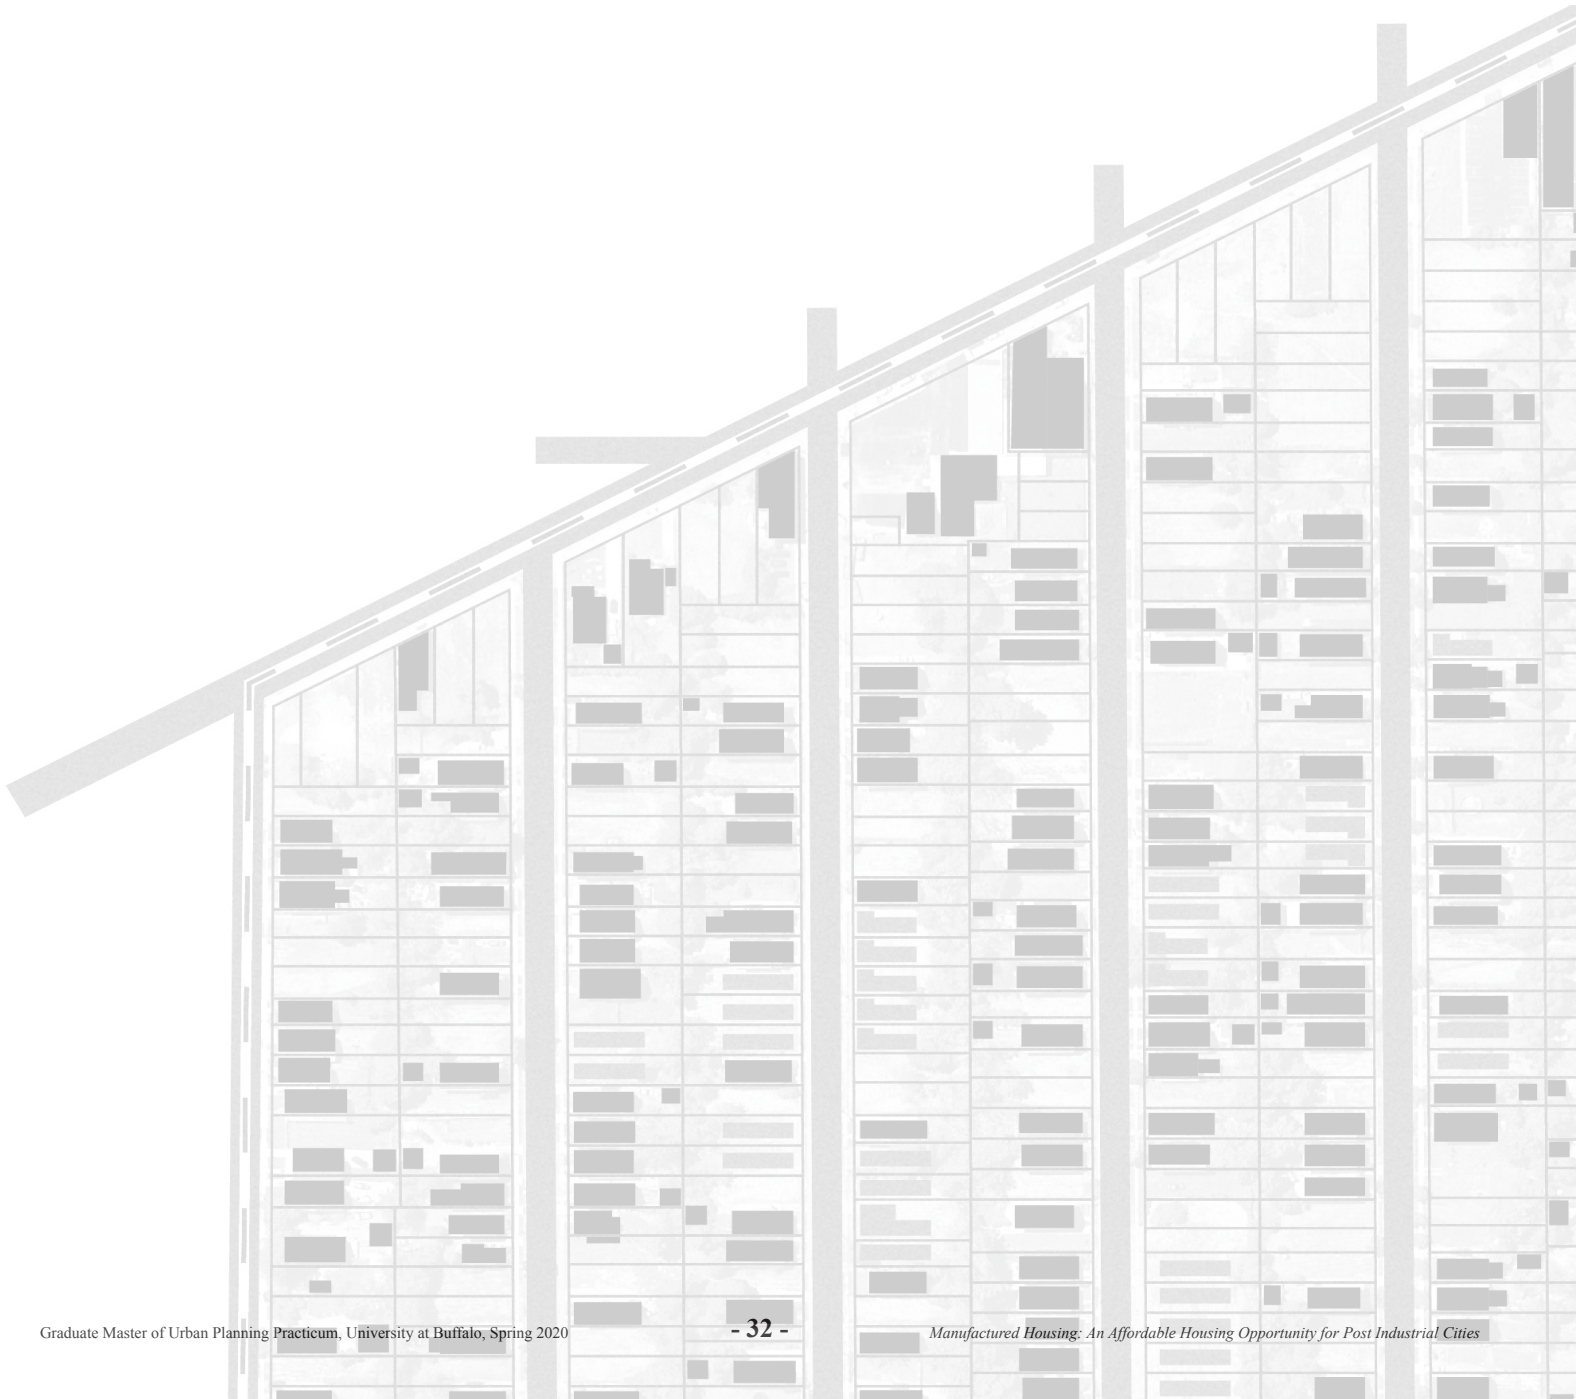 Graduate Master of Urban Planning Practicum, University at Buffalo, Spring 2020
- 32 -
Manufactured Housing: An Affordable Housing Opportunity for Post Industrial Cities